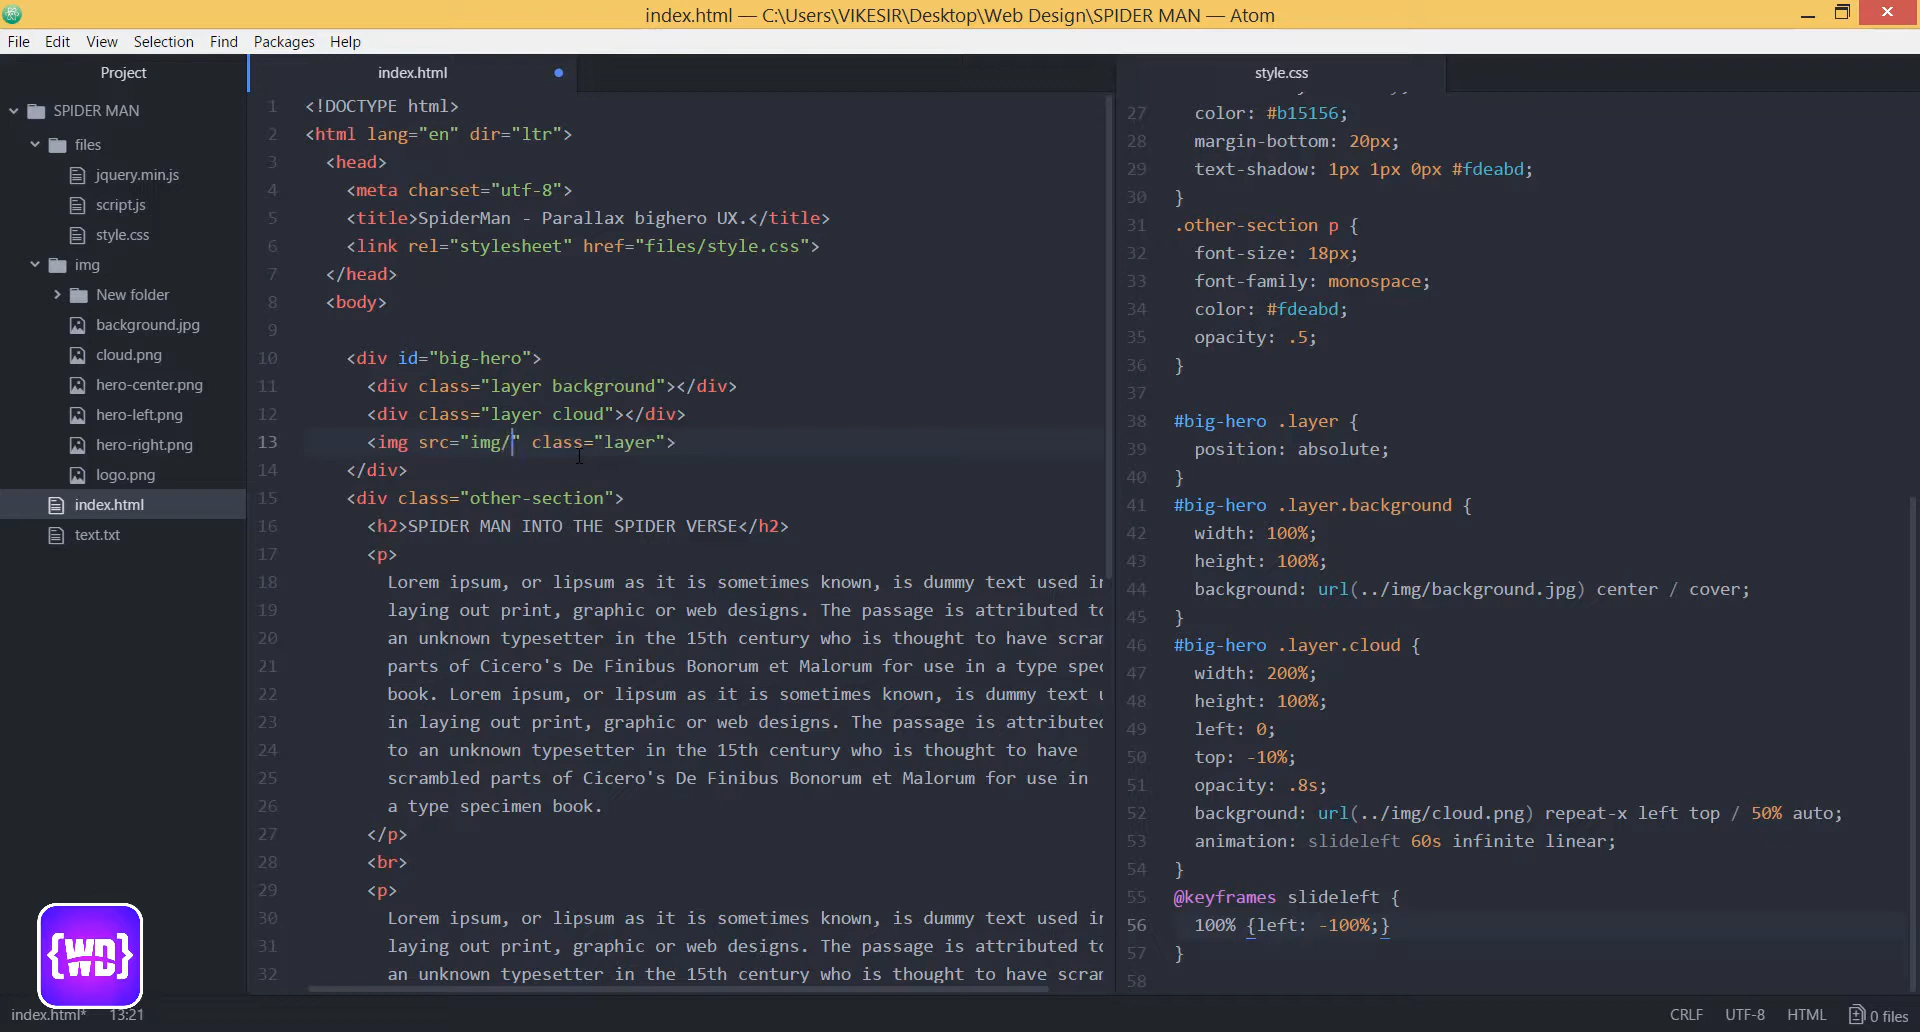 index.html — C:\Users\VIKESIR\Desktop\Web Design\SPIDER MAN — Atom
File Edit View Selection Find Packages Help
Project
SPIDER MAN
files
jquery.min.js
script.js
style.css
img
New folder
background.jpg
cloud.png
hero-center.png
hero-left.png
hero-right.png
logo.png
index.html
text.txt
{WD}
index.html
1 <!DOCTYPE html>
2 <html lang="en" dir="ltr">
3 <head>
4 <meta charset="utf-8">
5 <title>SpiderMan - Parallax bighero UX.</title>
6 <link rel="stylesheet" href="files/style.css">
7 </head>
8 <body>
9
10 <div id="big-hero">
11 <div class="layer background"></div>
12 <div class="layer cloud"></div>
13 <img src="img/" class="layer">
14 </div>
15 <div class="other-section">
16 <h2>SPIDER MAN INTO THE SPIDER VERSE</h2>
17 <p>
18 Lorem ipsum, or lipsum as it is sometimes known, is dummy text used in
19 laying out print, graphic or web designs. The passage is attributed to
20 an unknown typesetter in the 15th century who is thought to have scram
21 parts of Cicero's De Finibus Bonorum et Malorum for use in a type spec
22 book. Lorem ipsum, or lipsum as it is sometimes known, is dummy text u
23 in laying out print, graphic or web designs. The passage is attributed
24 to an unknown typesetter in the 15th century who is thought to have
25 scrambled parts of Cicero's De Finibus Bonorum et Malorum for use in
26 a type specimen book.
27 </p>
28 <br>
29 <p>
30 Lorem ipsum, or lipsum as it is sometimes known, is dummy text used in
31 laying out print, graphic or web designs. The passage is attributed to
32 an unknown typesetter in the 15th century who is thought to have scram
style.css
27 color: #b15156;
28 margin-bottom: 20px;
29 text-shadow: 1px 1px 0px #fdeabd;
30 }
31 .other-section p {
32 font-size: 18px;
33 font-family: monospace;
34 color: #fdeabd;
35 opacity: .5;
36 }
37
38 #big-hero .layer {
39 position: absolute;
40 }
41 #big-hero .layer.background {
42 width: 100%;
43 height: 100%;
44 background: url(../img/background.jpg) center / cover;
45 }
46 #big-hero .layer.cloud {
47 width: 200%;
48 height: 100%;
49 left: 0;
50 top: -10%;
51 opacity: .8s;
52 background: url(../img/cloud.png) repeat-x left top / 50% auto;
53 animation: slideleft 60s infinite linear;
54 }
55 @keyframes slideleft {
56 100% {left: -100%;}
57 }
58
index.html* 13:21 CRLF UTF-8 HTML 0 files